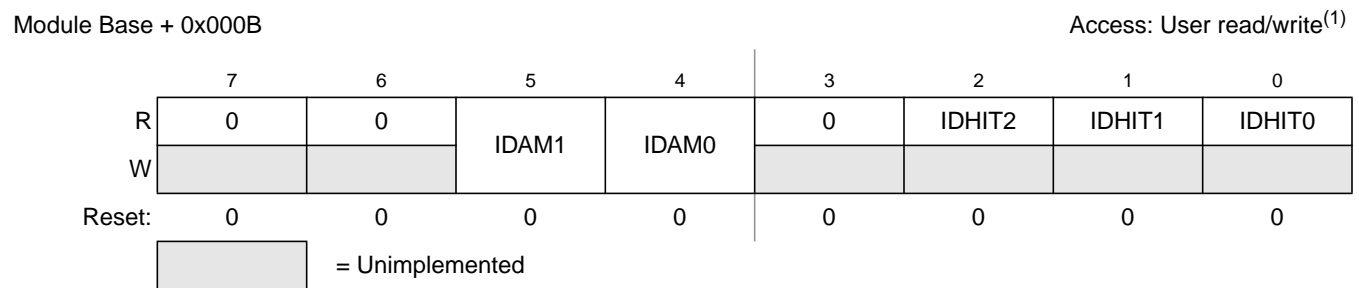 Module Base + 0x000B Access: User read/write(1)
7 6 5 4 3 2 1 0
R 0 0 IDAM1 IDAM0 0 IDHIT2 IDHIT1 IDHIT0
W
Reset: 0 0 0 0 0 0 0 0
= Unimplemented